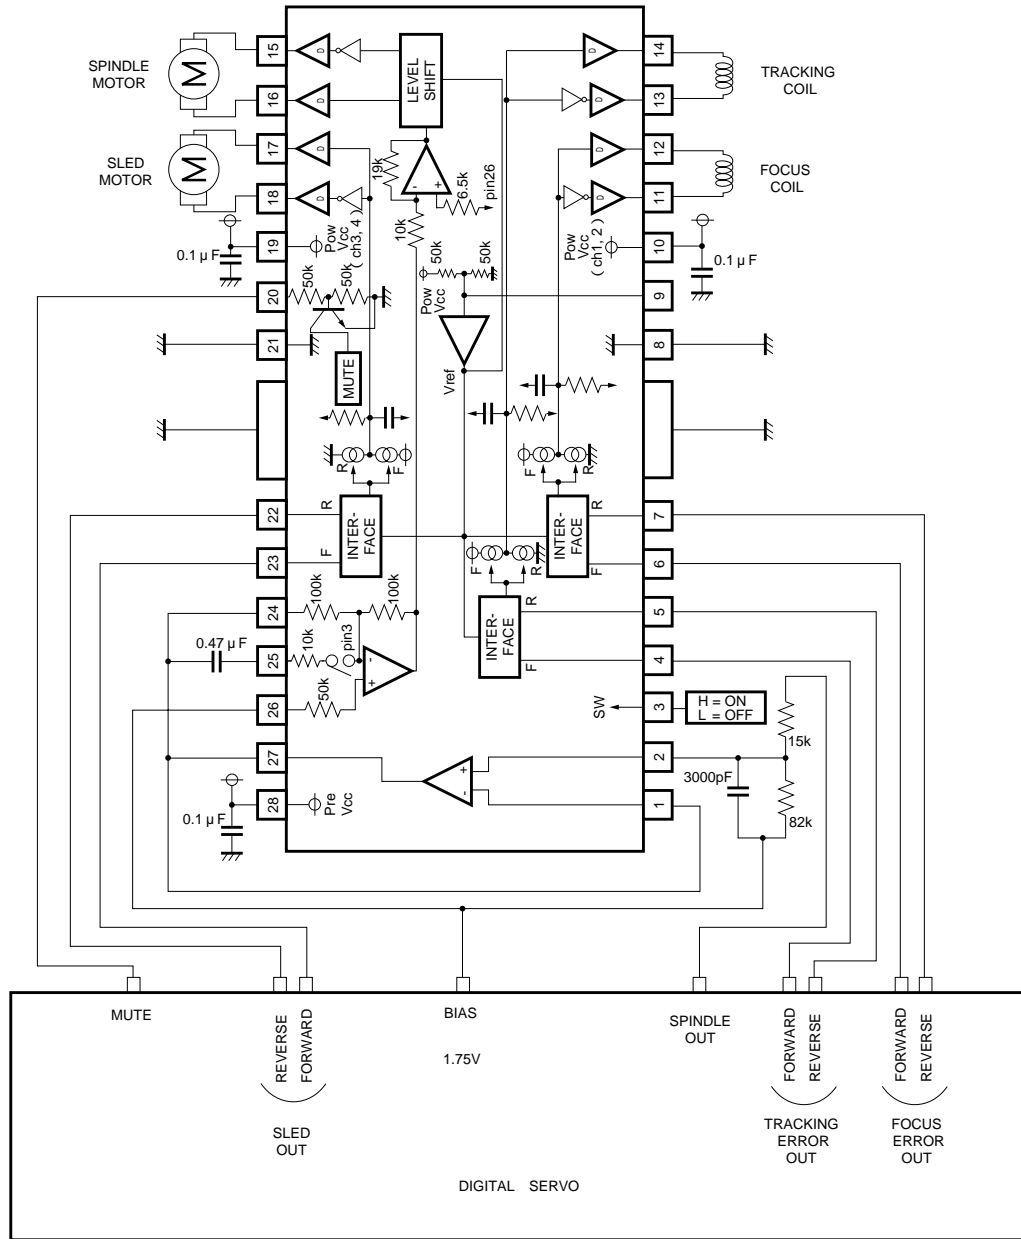 15
14
D
D
M
SPINDLE
MOTOR
LEVEL
SHIFT
TRACKING
COIL
16
13
D
D
17
12
D
D
M
SLED
MOTOR
19k
-
+
6.5k
pin26
FOCUS
COIL
18
11
D
D
10k
19
0.1 µ F
Pow
Vcc
( ch3, 4 )
50k
50k
Pow
Vcc
Pow
Vcc
( ch1, 2 )
10
0.1 µ F
20
50k
50k
9
21
MUTE
Vref
8
R
F
F
R
22
R
INTER-
FACE
INTER-
FACE
R
7
23
F
F
R
F
6
24
100k
100k
INTER-
FACE
R
5
0.47 µ F
25
10k
pin3
-
+
F
4
26
50k
SW
3
H = ON
L = OFF
15k
27
+
-
2
3000pF
82k
28
0.1 µ F
Pre
Vcc
1
MUTE
REVERSE
FORWARD
SLED
OUT
BIAS
1.75V
SPINDLE
OUT
FORWARD
REVERSE
TRACKING
ERROR
OUT
FORWARD
REVERSE
FOCUS
ERROR
OUT
DIGITAL SERVO